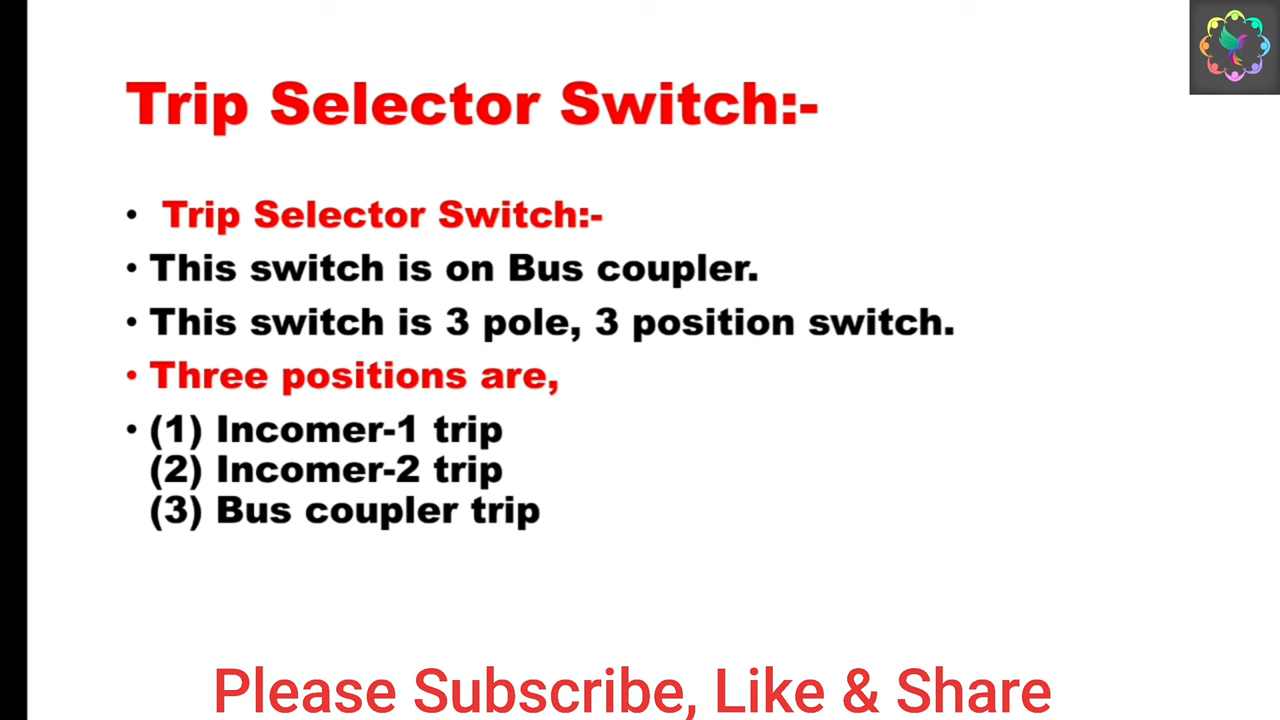 Trip Selector Switch:-
• Trip Selector Switch:-
• This switch is on Bus coupler.
• This switch is 3 pole, 3 position switch.
• Three positions are,
• (1) Incomer-1 trip
(2) Incomer-2 trip
(3) Bus coupler trip
Please Subscribe, Like & Share